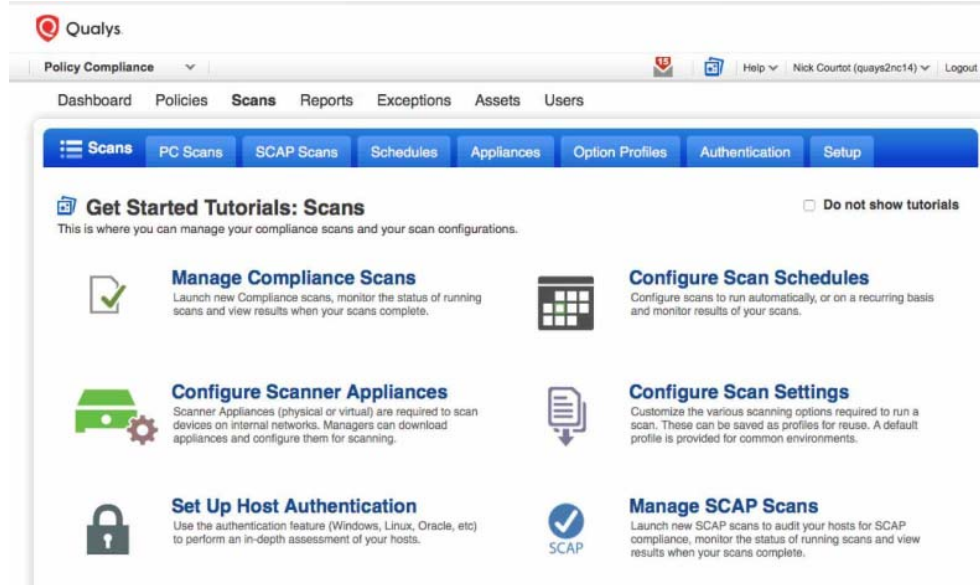 Qualys.
Policy Compliance
15
Help
Nick Courtot (quays2nc14)
Logout
Dashboard Policies Scans Reports Exceptions Assets Users
Scans PC Scans SCAP Scans Schedules Appliances Option Profiles Authentication Setup
Get Started Tutorials: Scans
Do not show tutorials
This is where you can manage your compliance scans and your scan configurations.
Manage Compliance Scans
Launch new Compliance scans, monitor the status of running
scans and view results when your scans complete.
Configure Scan Schedules
Configure scans to run automatically, or on a recurring basis
and monitor results of your scans.
Configure Scanner Appliances
Scanner Appliances (physical or virtual) are required to scan
devices on internal networks. Managers can download
appliances and configure them for scanning.
Configure Scan Settings
Customize the various scanning options required to run a
scan. These can be saved as profiles for reuse. A default
profile is provided for common environments.
Set Up Host Authentication
Use the authentication feature (Windows, Linux, Oracle, etc)
to perform an in-depth assessment of your hosts.
SCAP
Manage SCAP Scans
Launch new SCAP scans to audit your hosts for SCAP
compliance, monitor the status of running scans and view
results when your scans complete.